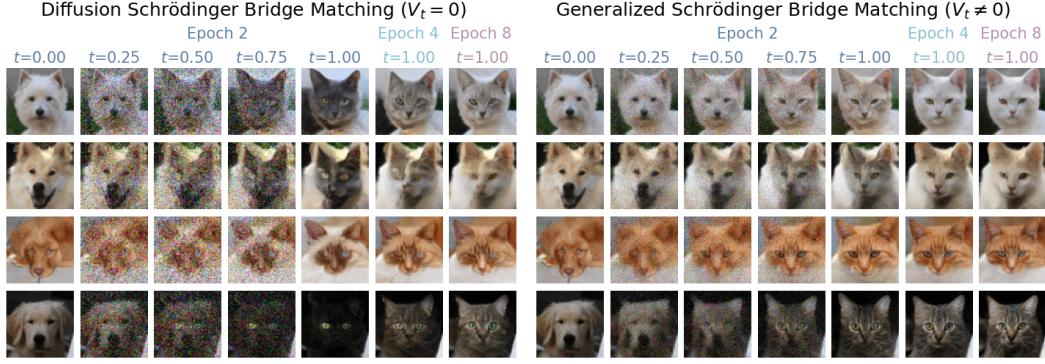 Diffusion Schrödinger Bridge Matching (V_t = 0)
Epoch 2 Epoch 4 Epoch 8
t=0.00 t=0.25 t=0.50 t=0.75 t=1.00 t=1.00 t=1.00
Generalized Schrödinger Bridge Matching (V_t ≠ 0)
Epoch 2 Epoch 4 Epoch 8
t=0.00 t=0.25 t=0.50 t=0.75 t=1.00 t=1.00 t=1.00